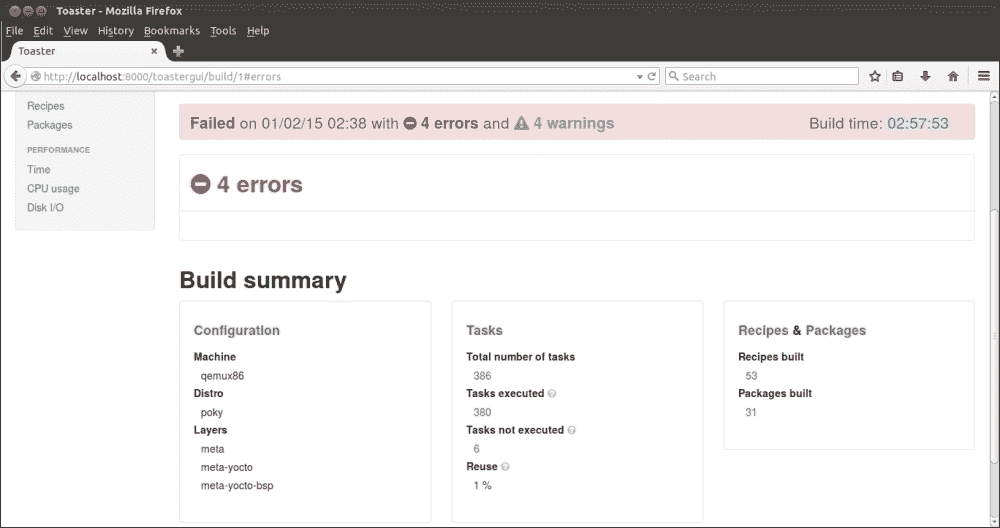 Toaster - Mozilla Firefox
File Edit View History Bookmarks Tools Help
Toaster
http://localhost:8000/toastergui/build/1#errors
Search
Recipes
Packages
PERFORMANCE
Time
CPU usage
Disk I/O
Failed on 01/02/15 02:38 with 4 errors and 4 warnings
Build time: 02:57:53
4 errors
Build summary
Configuration
Machine
qemux86
Distro
poky
Layers
meta
meta-yocto
meta-yocto-bsp
Tasks
Total number of tasks
386
Tasks executed ?
380
Tasks not executed ?
6
Reuse ?
1 %
Recipes & Packages
Recipes built
53
Packages built
31